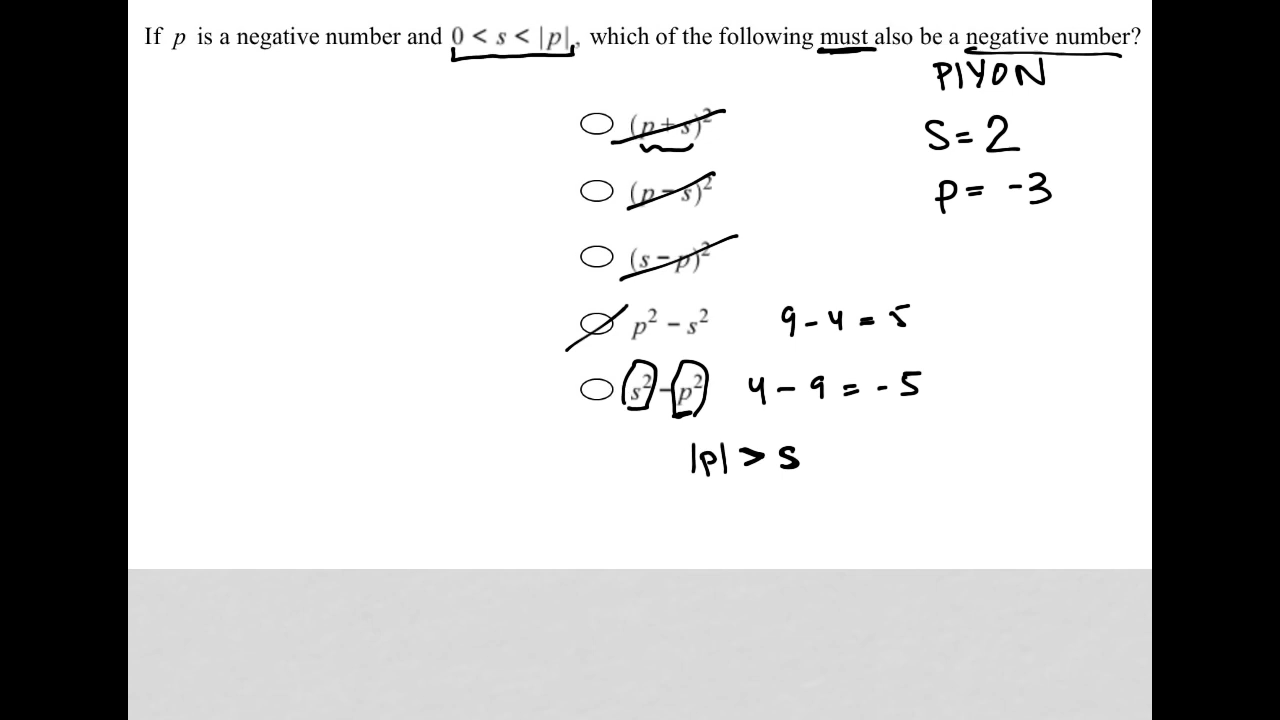 If p is a negative number and 0 < s < |p|, which of the following must also be a negative number?
PIYON
(p + s)²
S = 2
(p − s)²
p = -3
(s − p)²
p² − s² 9 - 4 = 5
s² − p² 4 - 9 = -5
|p| > s